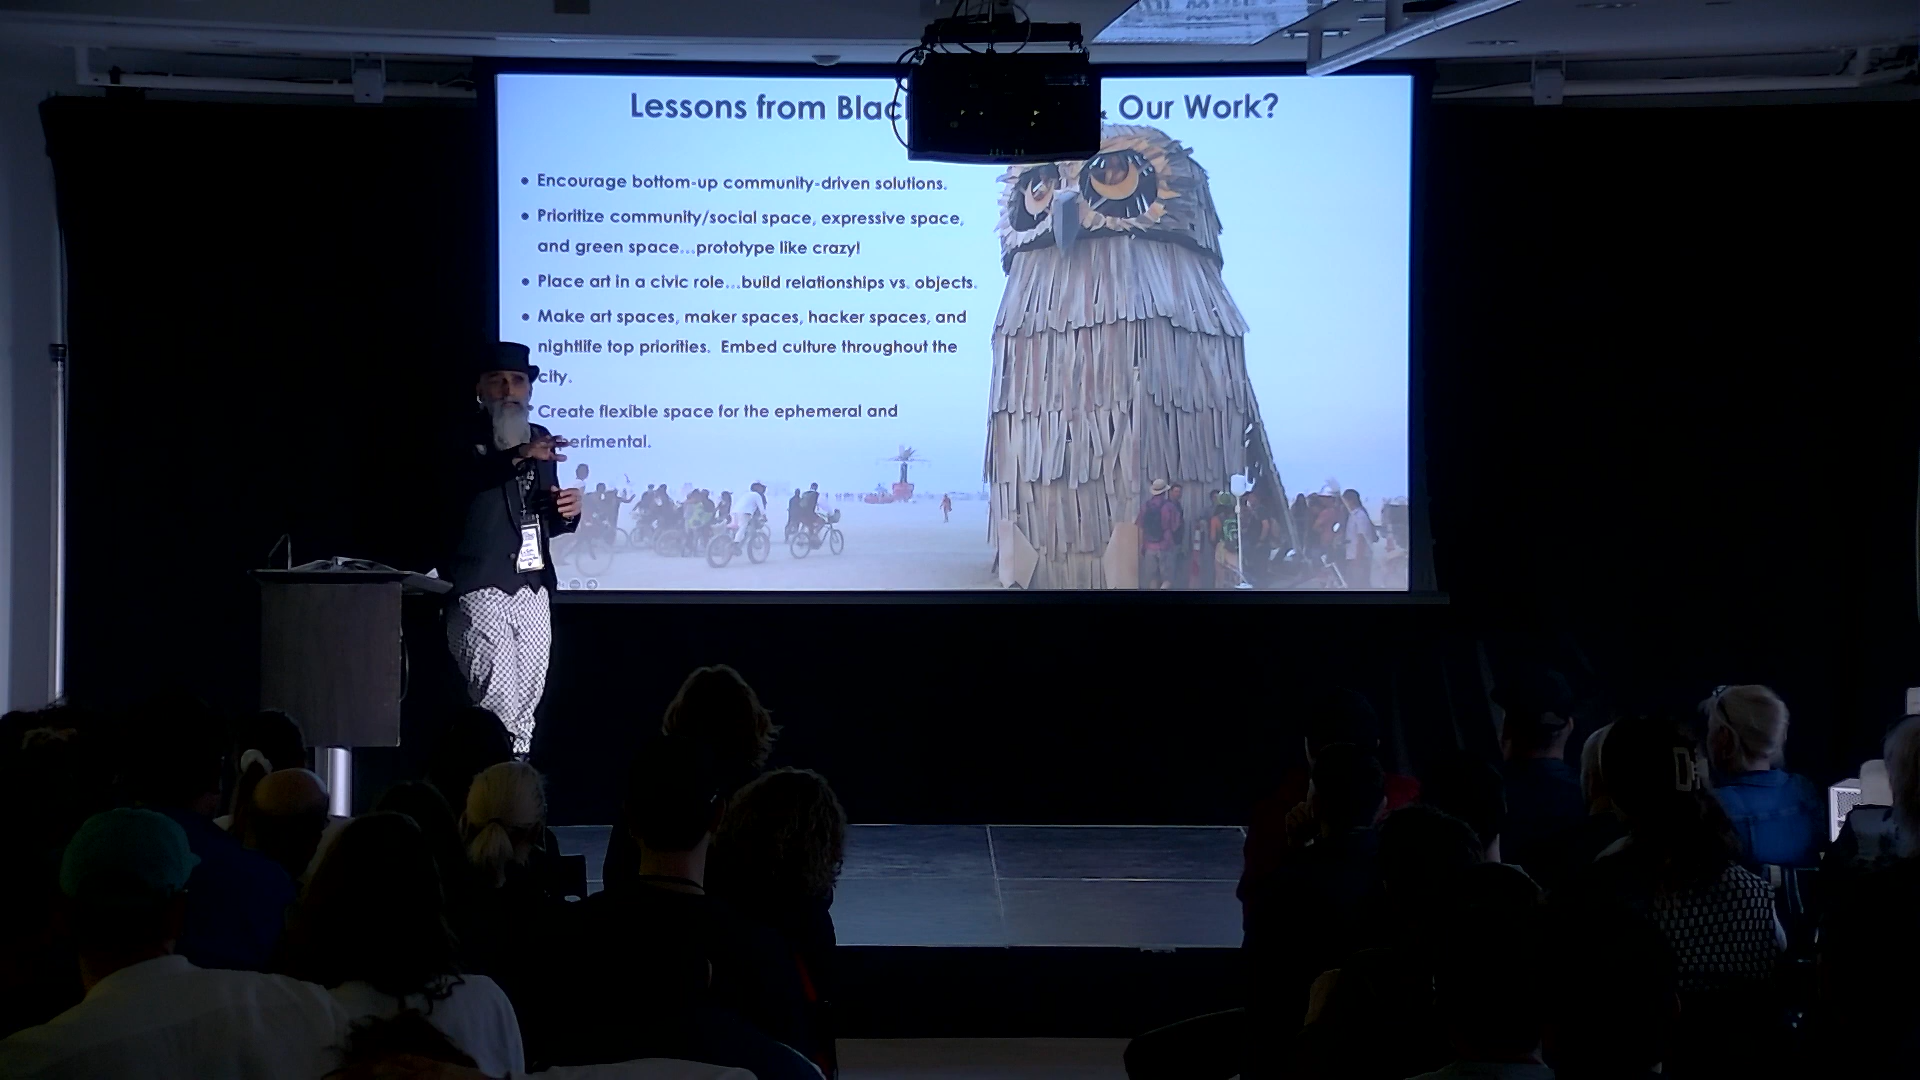 Lessons from Blac & Our Work?
• Encourage bottom-up community-driven solutions.
• Prioritize community/social space, expressive space,
and green space...prototype like crazy!
• Place art in a civic role...build relationships vs. objects.
• Make art spaces, maker spaces, hacker spaces, and
nightlife top priorities. Embed culture throughout the
city.
• Create flexible space for the ephemeral and
perimental.